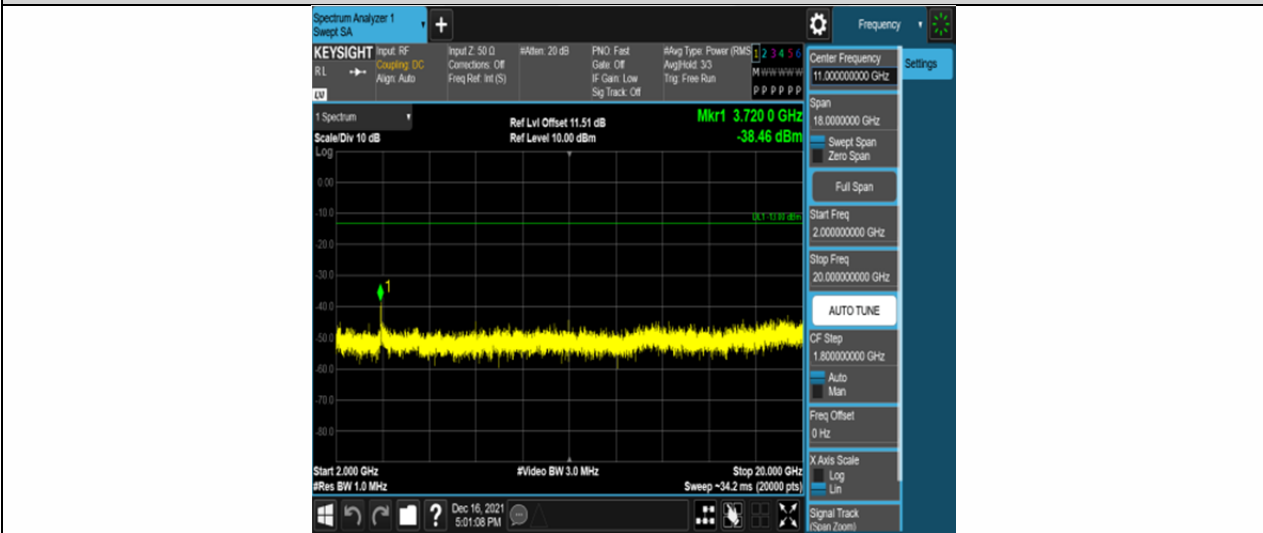 Spectrum Analyzer 1
Swept SA
+
Frequency
KEYSIGHT
RL
LV
Input: RF
Coupling: DC
Align: Auto
Input Z: 50 Ω
Corrections: Off
Freq Ref: Int (S)
#Atten: 20 dB
PNO: Fast
Gate: Off
IF Gain: Low
Sig Track: Off
#Avg Type: Power (RMS
Avg|Hold: 3/3
Trig: Free Run
1 2 3 4 5 6
M W W W W W
P P P P P P
Center Frequency
11.000000000 GHz
Settings
Span
18.0000000 GHz
Swept Span
Zero Span
Full Span
Start Freq
2.000000000 GHz
Stop Freq
20.000000000 GHz
AUTO TUNE
CF Step
1.800000000 GHz
Auto
Man
Freq Offset
0 Hz
X Axis Scale
Log
Lin
Signal Track
(Span Zoom)
1 Spectrum
Scale/Div 10 dB
Log
Ref Lvl Offset 11.51 dB
Ref Level 10.00 dBm
Mkr1 3.720 0 GHz
-38.46 dBm
0.00
-10.0
DL1 -13.00 dBm
-20.0
-30.0
1
-40.0
-50.0
-60.0
-70.0
-80.0
Start 2.000 GHz
#Res BW 1.0 MHz
#Video BW 3.0 MHz
Stop 20.000 GHz
Sweep ~34.2 ms (20000 pts)
?
Dec 16, 2021
5:01:08 PM